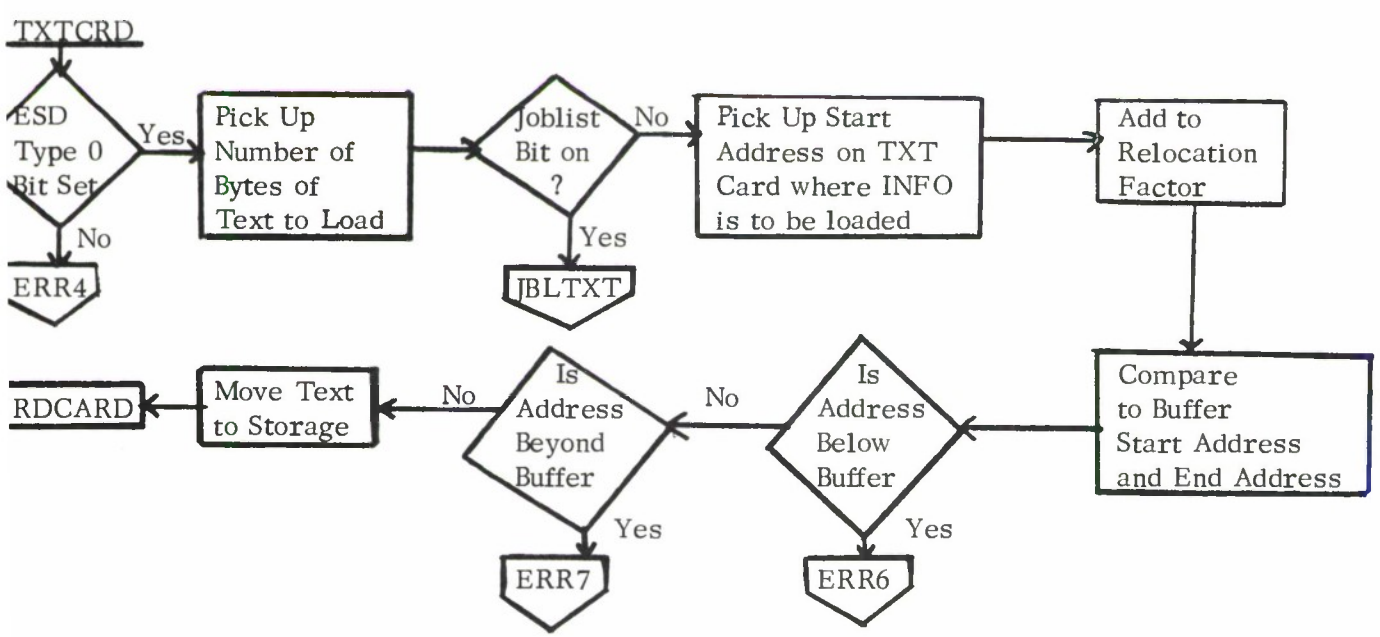 TXTCRD
ESD
Type 0
Bit Set
Yes
No
ERR4
Pick Up
Number of
Bytes of
Text to Load
Joblist
Bit on
?
No
Yes
JBLTXT
Pick Up Start
Address on TXT
Card where INFO
is to be loaded
Add to
Relocation
Factor
Compare
to Buffer
Start Address
and End Address
Is
Address
Below
Buffer
No
Yes
ERR6
Is
Address
Beyond
Buffer
No
Yes
ERR7
Move Text
to Storage
RDCARD